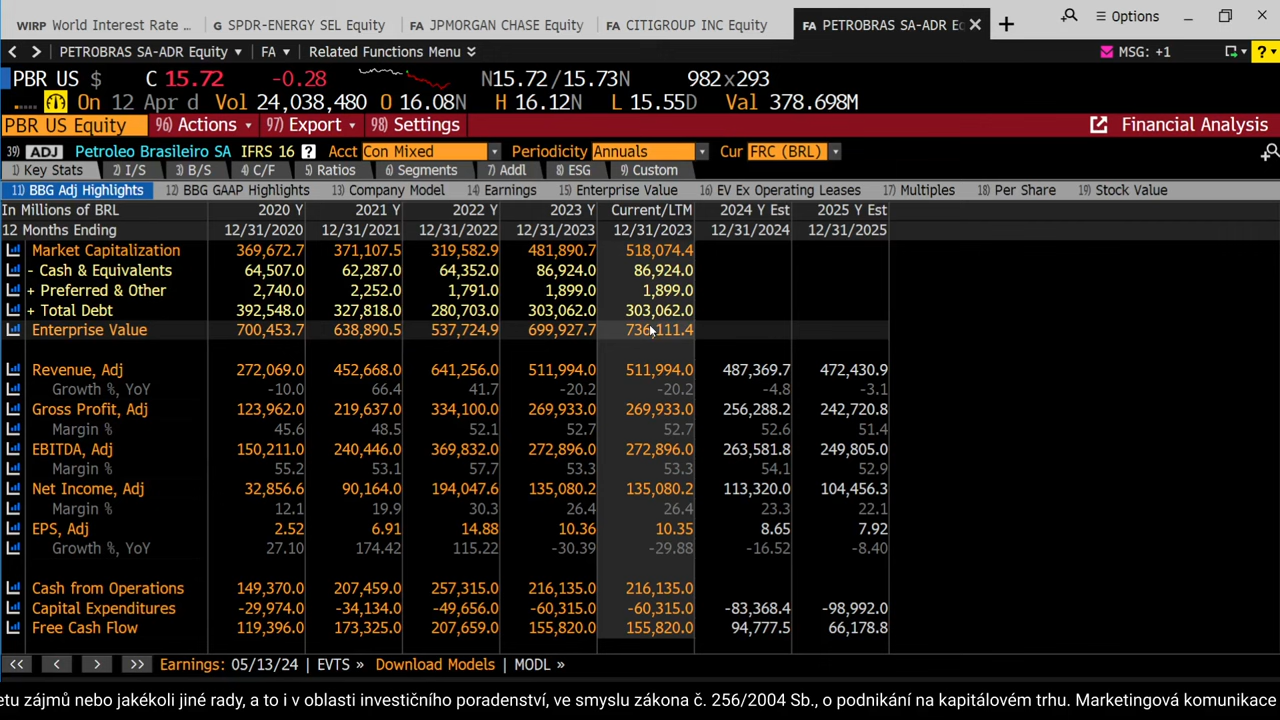 WIRP World Interest Rate ... G SPDR-ENERGY SEL Equity FA JPMORGAN CHASE Equity FA CITIGROUP INC Equity FA PETROBRAS SA-ADR Ec × + Options
< > PETROBRAS SA-ADR Equity FA Related Functions Menu MSG: +1 ?
PBR US $ C 15.72 -0.28 N15.72/15.73N 982x293
On 12 Apr d Vol 24,038,480 O 16.08N H 16.12N L 15.55D Val 378.698M
PBR US Equity 96) Actions 97) Export 98) Settings Financial Analysis
39) ADJ Petroleo Brasileiro SA IFRS 16 ? Acct Con Mixed Periodicity Annuals Cur FRC (BRL)
1) Key Stats 2) I/S 3) B/S 4) C/F 5) Ratios 6) Segments 7) Addl 8) ESG 9) Custom
11) BBG Adj Highlights 12) BBG GAAP Highlights 13) Company Model 14) Earnings 15) Enterprise Value 16) EV Ex Operating Leases 17) Multiples 18) Per Share 19) Stock Value
In Millions of BRL 2020 Y 2021 Y 2022 Y 2023 Y Current/LTM 2024 Y Est 2025 Y Est
12 Months Ending 12/31/2020 12/31/2021 12/31/2022 12/31/2023 12/31/2023 12/31/2024 12/31/2025
Market Capitalization 369,672.7 371,107.5 319,582.9 481,890.7 518,074.4
- Cash & Equivalents 64,507.0 62,287.0 64,352.0 86,924.0 86,924.0
+ Preferred & Other 2,740.0 2,252.0 1,791.0 1,899.0 1,899.0
+ Total Debt 392,548.0 327,818.0 280,703.0 303,062.0 303,062.0
Enterprise Value 700,453.7 638,890.5 537,724.9 699,927.7 736,111.4
Revenue, Adj 272,069.0 452,668.0 641,256.0 511,994.0 511,994.0 487,369.7 472,430.9
Growth %, YoY -10.0 66.4 41.7 -20.2 -20.2 -4.8 -3.1
Gross Profit, Adj 123,962.0 219,637.0 334,100.0 269,933.0 269,933.0 256,288.2 242,720.8
Margin % 45.6 48.5 52.1 52.7 52.7 52.6 51.4
EBITDA, Adj 150,211.0 240,446.0 369,832.0 272,896.0 272,896.0 263,581.8 249,805.0
Margin % 55.2 53.1 57.7 53.3 53.3 54.1 52.9
Net Income, Adj 32,856.6 90,164.0 194,047.6 135,080.2 135,080.2 113,320.0 104,456.3
Margin % 12.1 19.9 30.3 26.4 26.4 23.3 22.1
EPS, Adj 2.52 6.91 14.88 10.36 10.35 8.65 7.92
Growth %, YoY 27.10 174.42 115.22 -30.39 -29.88 -16.52 -8.40
Cash from Operations 149,370.0 207,459.0 257,315.0 216,135.0 216,135.0
Capital Expenditures -29,974.0 -34,134.0 -49,656.0 -60,315.0 -60,315.0 -83,368.4 -98,992.0
Free Cash Flow 119,396.0 173,325.0 207,659.0 155,820.0 155,820.0 94,777.5 66,178.8
<< < > >> Earnings: 05/13/24 | EVTS » Download Models | MODL »
etu zájmů nebo jakékoli jiné rady, a to i v oblasti investičního poradenství, ve smyslu zákona č. 256/2004 Sb., o podnikání na kapitálovém trhu. Marketingová komunikace